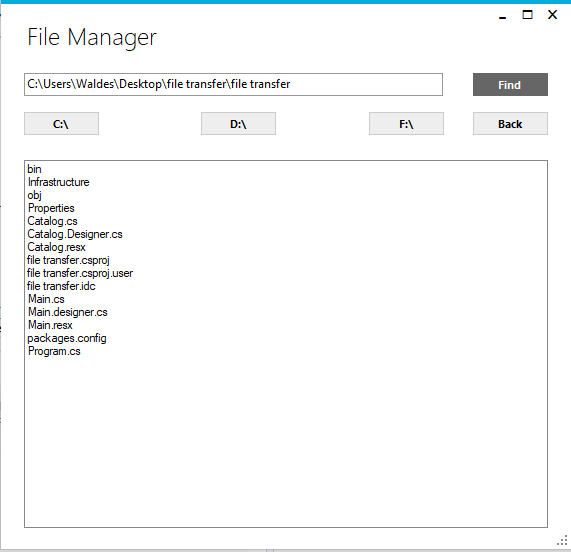 File Manager
C:\Users\Waldes\Desktop\file transfer\file transfer
Find
C:\
D:\
F:\
Back
bin
Infrastructure
obj
Properties
Catalog.cs
Catalog.Designer.cs
Catalog.resx
file transfer.csproj
file transfer.csproj.user
file transfer.idc
Main.cs
Main.designer.cs
Main.resx
packages.config
Program.cs